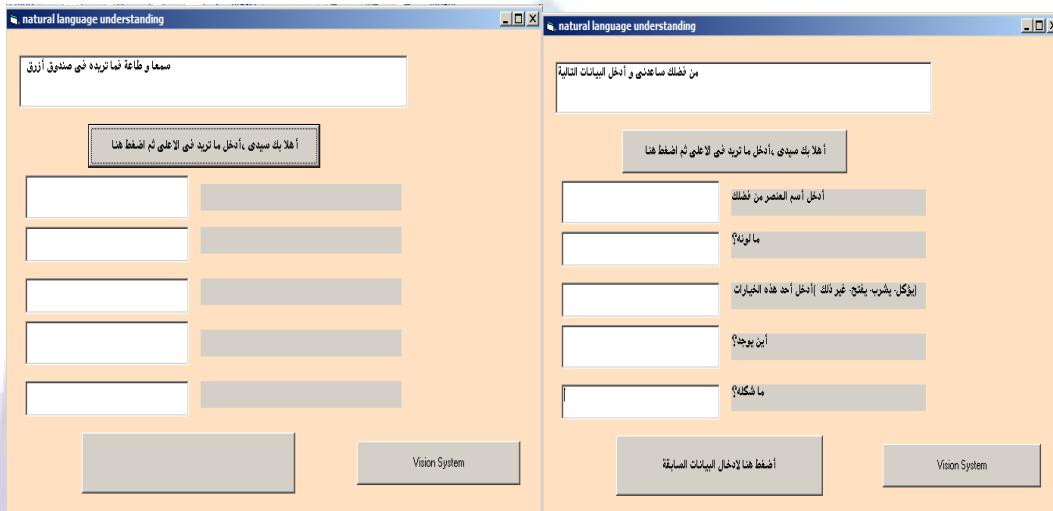 natural language understanding
سمعا و طاعة فما تريده فى صندوق أزرق
أهلا بك سيدى ،أدخل ما تريد فى الاعلى ثم اضغط هنا
Vision System
natural language understanding
من فضلك ساعدنى و أدخل البيانات التالية
أهلا بك سيدى ،أدخل ما تريد فى الاعلى ثم اضغط هنا
أدخل أسم العنصر من فضلك
ما لونه؟
(يؤكل- يشرب- يفتح- غير ذلك )أدخل أحد هذه الخيارات
أين يوجد؟
ما شكله؟
أضغط هنا لادخال البيانات السابقة
Vision System